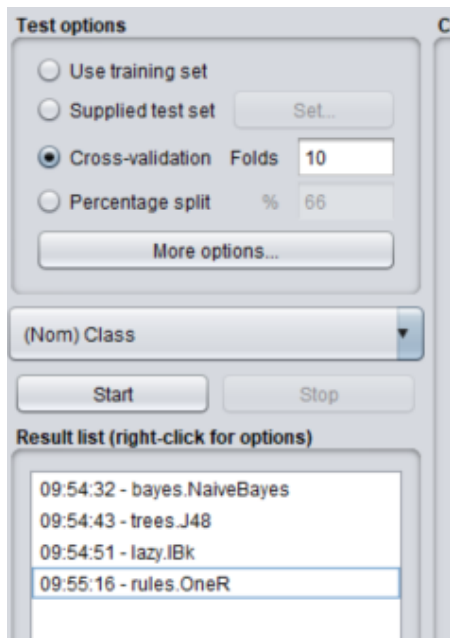 Test options
C
Use training set
Supplied test set Set...
Cross-validation Folds 10
Percentage split % 66
More options...
(Nom) Class
Start Stop
Result list (right-click for options)
09:54:32 - bayes.NaiveBayes
09:54:43 - trees.J48
09:54:51 - lazy.IBk
09:55:16 - rules.OneR